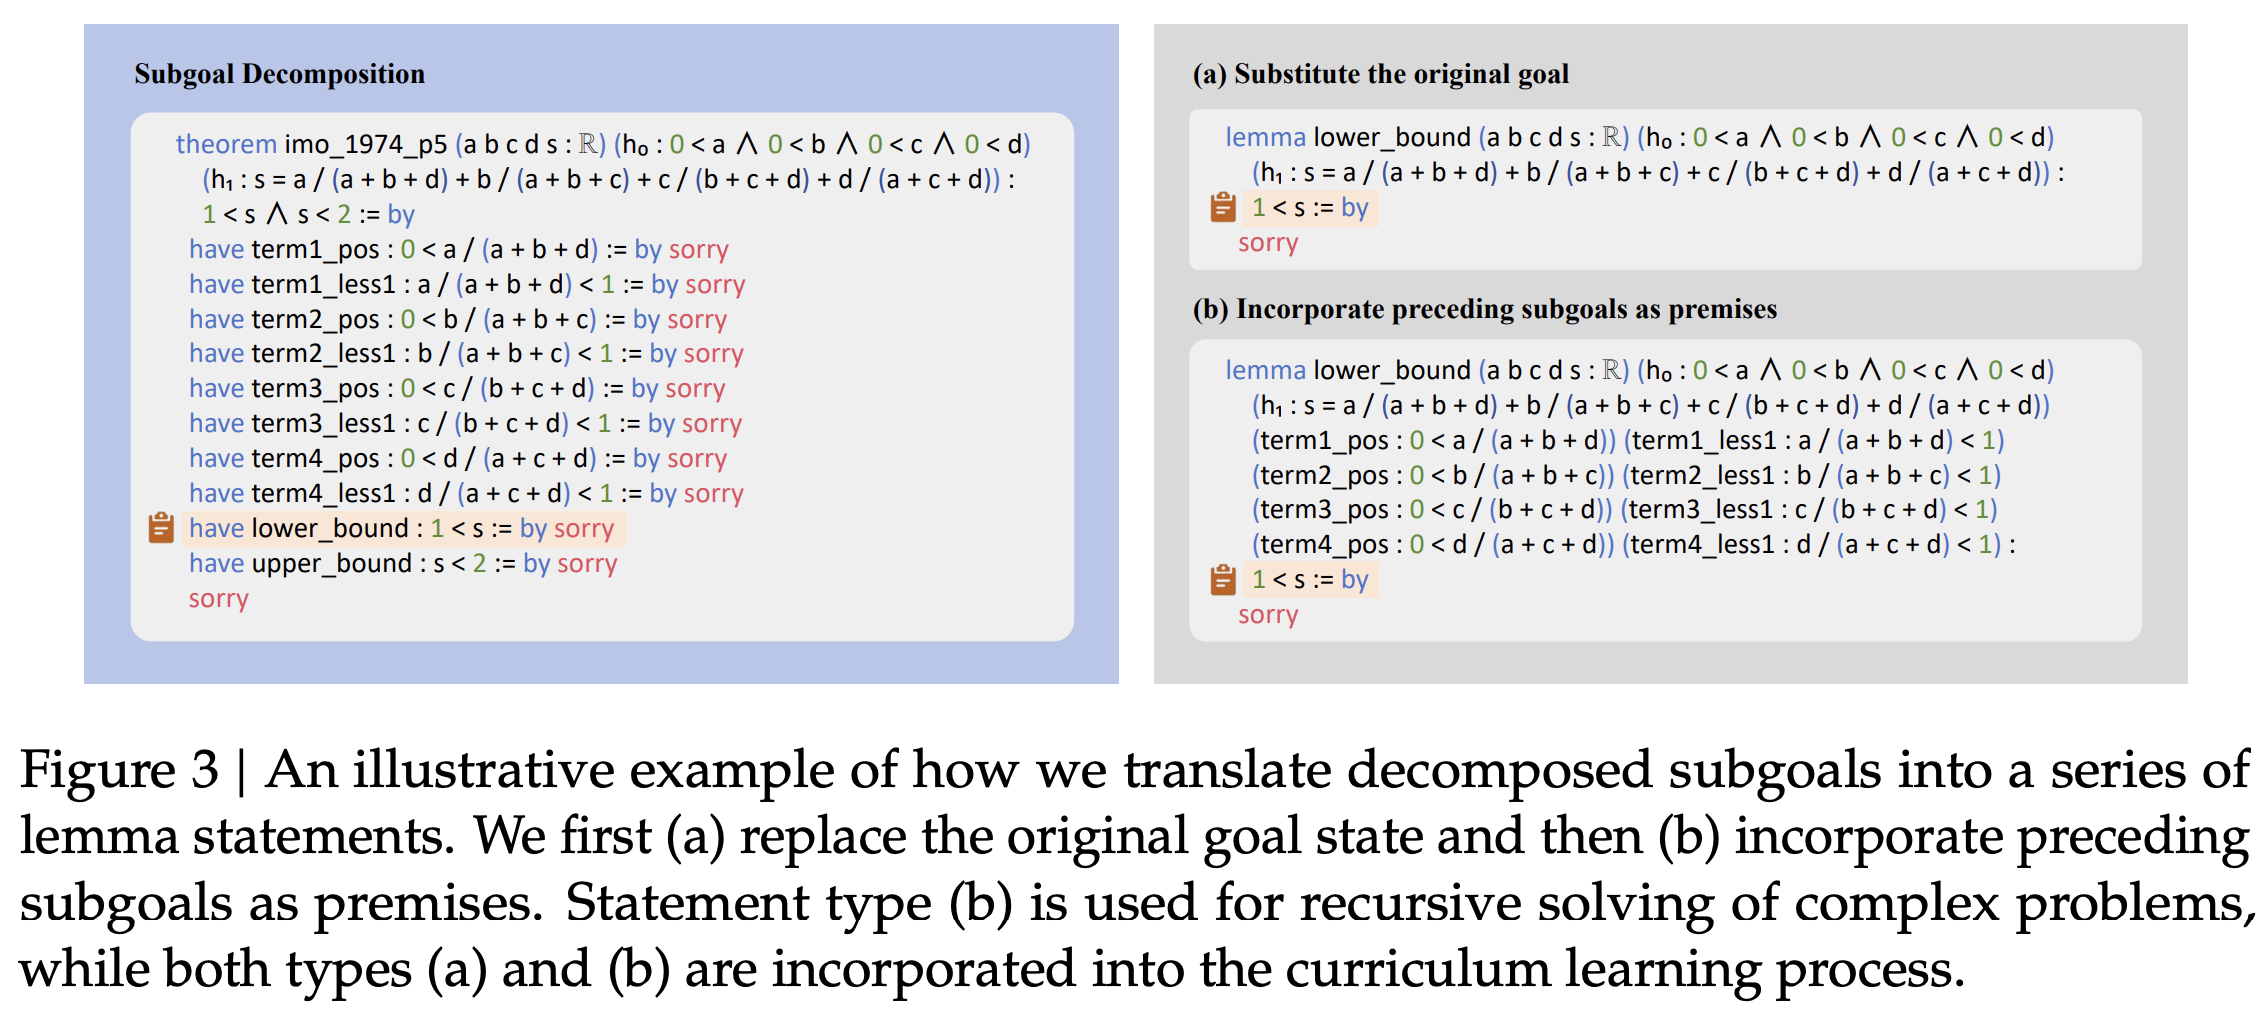 Subgoal Decomposition
theorem imo_1974_p5 (a b c d s : ℝ) (h₀ : 0 < a ∧ 0 < b ∧ 0 < c ∧ 0 < d)
(h₁ : s = a / (a + b + d) + b / (a + b + c) + c / (b + c + d) + d / (a + c + d)) :
1 < s ∧ s < 2 := by
have term1_pos : 0 < a / (a + b + d) := by sorry
have term1_less1 : a / (a + b + d) < 1 := by sorry
have term2_pos : 0 < b / (a + b + c) := by sorry
have term2_less1 : b / (a + b + c) < 1 := by sorry
have term3_pos : 0 < c / (b + c + d) := by sorry
have term3_less1 : c / (b + c + d) < 1 := by sorry
have term4_pos : 0 < d / (a + c + d) := by sorry
have term4_less1 : d / (a + c + d) < 1 := by sorry
have lower_bound : 1 < s := by sorry
have upper_bound : s < 2 := by sorry
sorry
(a) Substitute the original goal
lemma lower_bound (a b c d s : ℝ) (h₀ : 0 < a ∧ 0 < b ∧ 0 < c ∧ 0 < d)
(h₁ : s = a / (a + b + d) + b / (a + b + c) + c / (b + c + d) + d / (a + c + d)) :
1 < s := by
sorry
(b) Incorporate preceding subgoals as premises
lemma lower_bound (a b c d s : ℝ) (h₀ : 0 < a ∧ 0 < b ∧ 0 < c ∧ 0 < d)
(h₁ : s = a / (a + b + d) + b / (a + b + c) + c / (b + c + d) + d / (a + c + d))
(term1_pos : 0 < a / (a + b + d)) (term1_less1 : a / (a + b + d) < 1)
(term2_pos : 0 < b / (a + b + c)) (term2_less1 : b / (a + b + c) < 1)
(term3_pos : 0 < c / (b + c + d)) (term3_less1 : c / (b + c + d) < 1)
(term4_pos : 0 < d / (a + c + d)) (term4_less1 : d / (a + c + d) < 1) :
1 < s := by
sorry
Figure 3 | An illustrative example of how we translate decomposed subgoals into a series of
lemma statements. We first (a) replace the original goal state and then (b) incorporate preceding
subgoals as premises. Statement type (b) is used for recursive solving of complex problems,
while both types (a) and (b) are incorporated into the curriculum learning process.